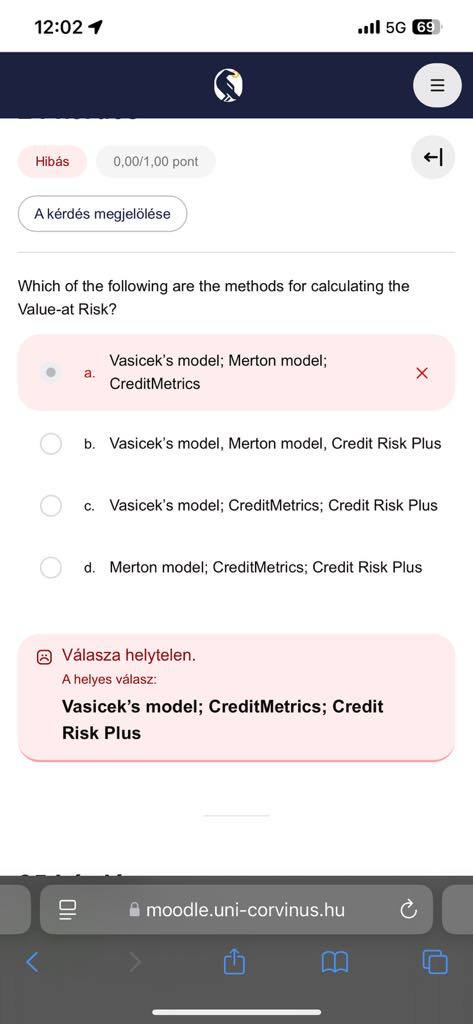 12:02
5G 69
Hibás
0,00/1,00 pont
A kérdés megjelölése
Which of the following are the methods for calculating the
Value-at Risk?
a. Vasicek's model; Merton model;
CreditMetrics
b. Vasicek's model, Merton model, Credit Risk Plus
c. Vasicek's model; CreditMetrics; Credit Risk Plus
d. Merton model; CreditMetrics; Credit Risk Plus
Válasza helytelen.
A helyes válasz:
Vasicek's model; CreditMetrics; Credit
Risk Plus
moodle.uni-corvinus.hu